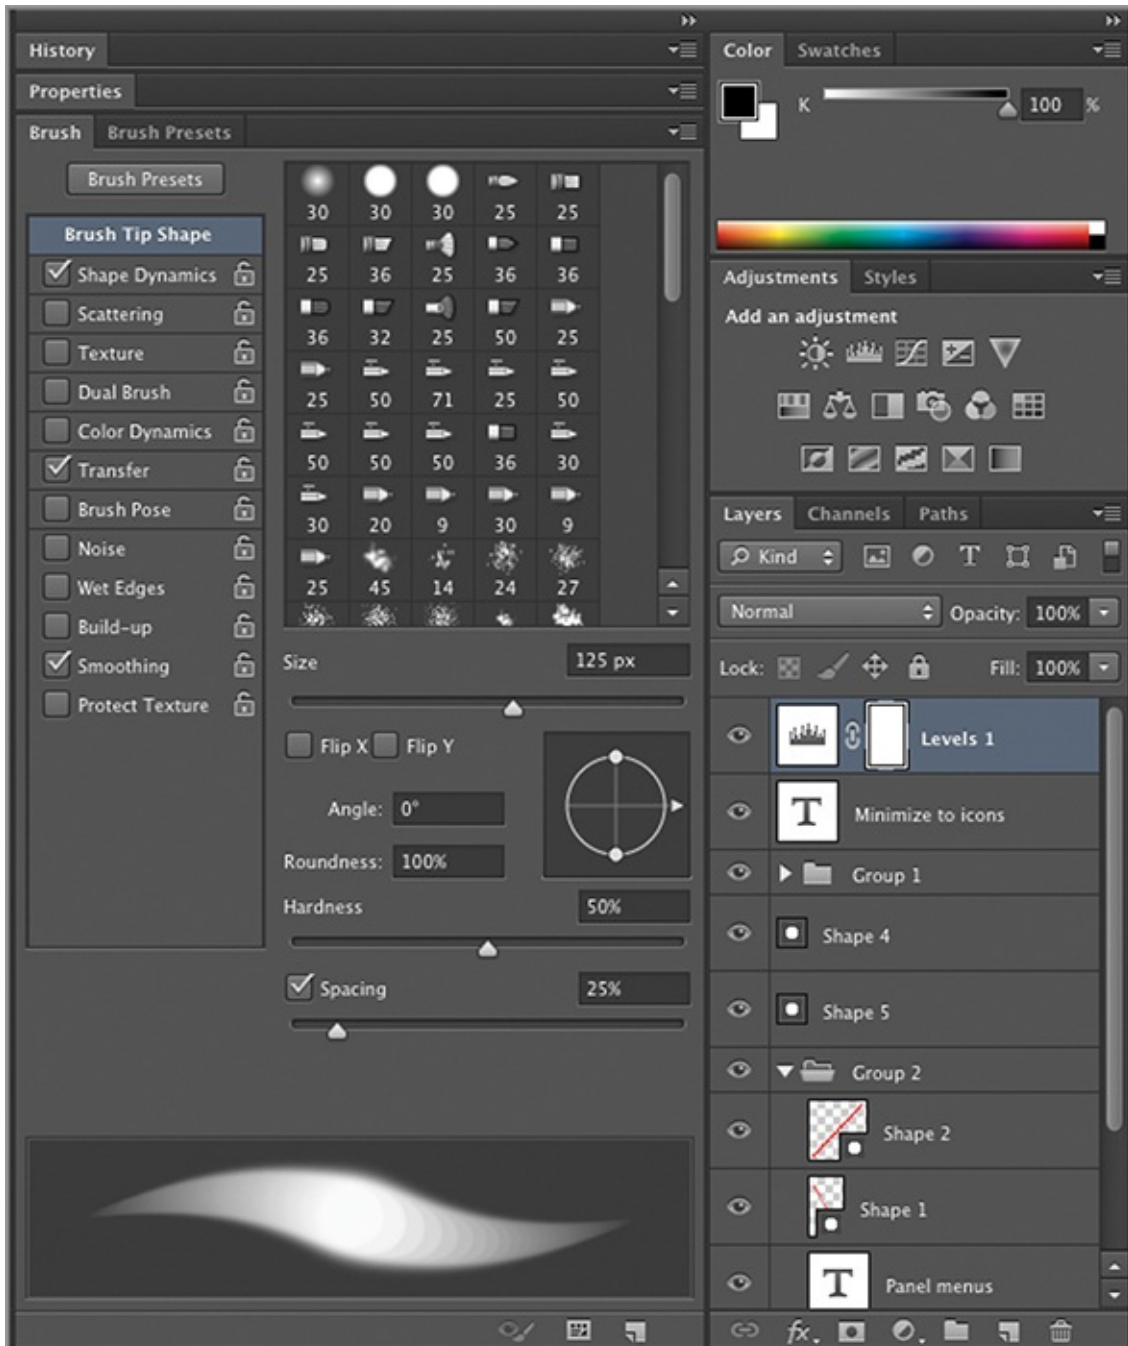 History
Properties
Brush Brush Presets
Brush Presets
Brush Tip Shape
Shape Dynamics
Scattering
Texture
Dual Brush
Color Dynamics
Transfer
Brush Pose
Noise
Wet Edges
Build-up
Smoothing
Protect Texture
30 30 30 25 25
25 36 25 36 36
36 32 25 50 25
25 50 71 25 50
50 50 50 36 30
30 20 9 30 9
25 45 14 24 27
Size 125 px
Flip X Flip Y
Angle: 0°
Roundness: 100%
Hardness 50%
Spacing 25%
Color Swatches
K 100 %
Adjustments Styles
Add an adjustment
Layers Channels Paths
Kind T
Normal Opacity: 100%
Lock: Fill: 100%
Levels 1
T Minimize to icons
Group 1
Shape 4
Shape 5
Group 2
Shape 2
Shape 1
T Panel menus
fx.